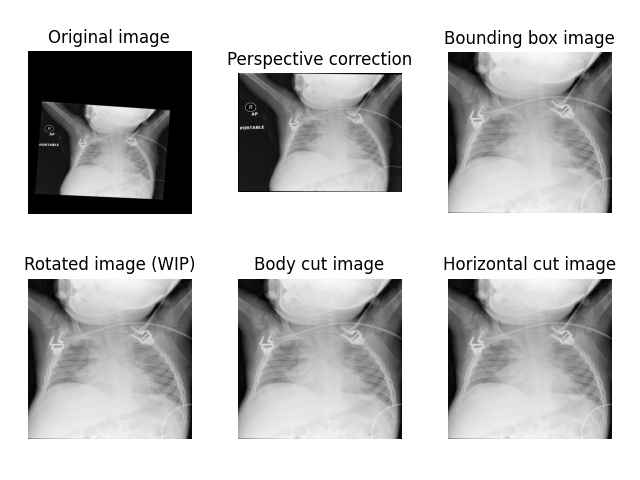 Original image
Perspective correction
Bounding box image
R
AP
PORTABLE
R
AP
PORTABLE
Rotated image (WIP)
Body cut image
Horizontal cut image